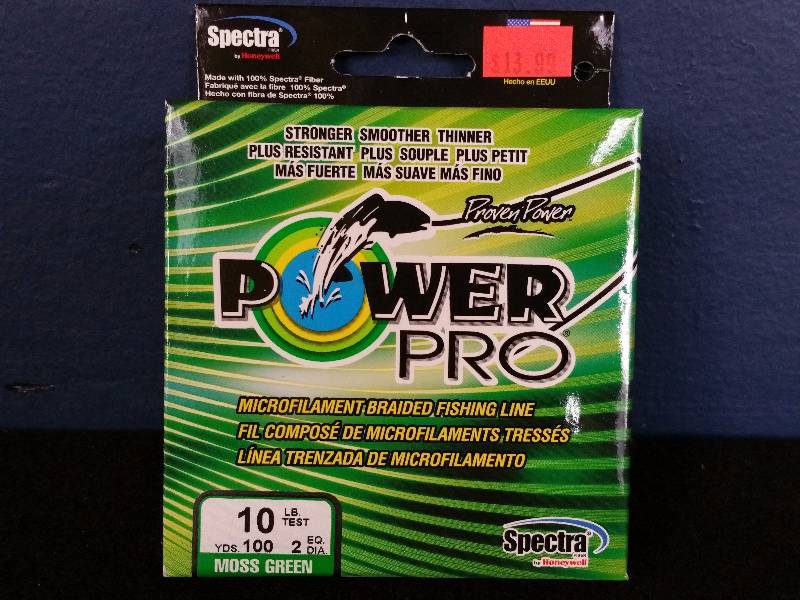 Spectra®
FIBER
by Honeywell
Made with 100% Spectra® Fiber
Fabriqué avec la fibre 100% Spectra®
Hecho con fibra de Spectra® 100%
Hecho en EEUU
STRONGER SMOOTHER THINNER
PLUS RESISTANT PLUS SOUPLE PLUS PETIT
MÁS FUERTE MÁS SUAVE MÁS FINO
Proven Power
POWER
PRO®
MICROFILAMENT BRAIDED FISHING LINE
FIL COMPOSÉ DE MICROFILAMENTS TRESSÉS
LÍNEA TRENZADA DE MICROFILAMENTO
10 LB. TEST
YDS. 100 2 EQ. DIA.
MOSS GREEN
Spectra®
FIBER
by Honeywell